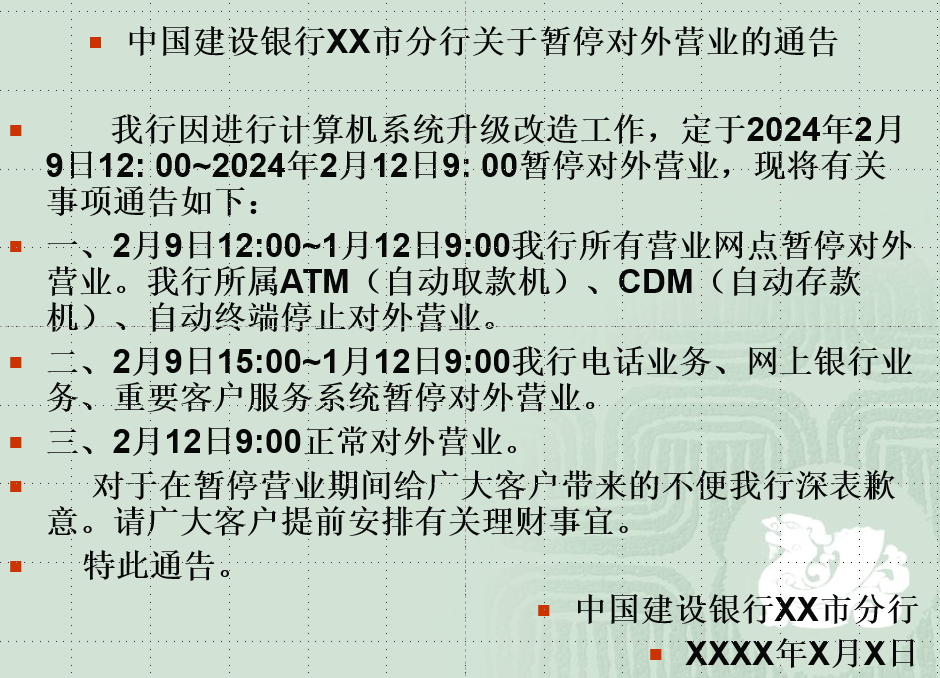 中国建设银行XX市分行关于暂停对外营业的通告
我行因进行计算机系统升级改造工作，定于2024年2月
9日12: 00~2024年2月12日9: 00暂停对外营业，现将有关
事项通告如下：
一、2月9日12:00~1月12日9:00我行所有营业网点暂停对外
营业。我行所属ATM（自动取款机）、CDM（自动存款
机）、自动终端停止对外营业。
二、2月9日15:00~1月12日9:00我行电话业务、网上银行业
务、重要客户服务系统暂停对外营业。
三、2月12日9:00正常对外营业。
对于在暂停营业期间给广大客户带来的不便我行深表歉
意。请广大客户提前安排有关理财事宜。
特此通告。
中国建设银行XX市分行
XXXX年X月X日